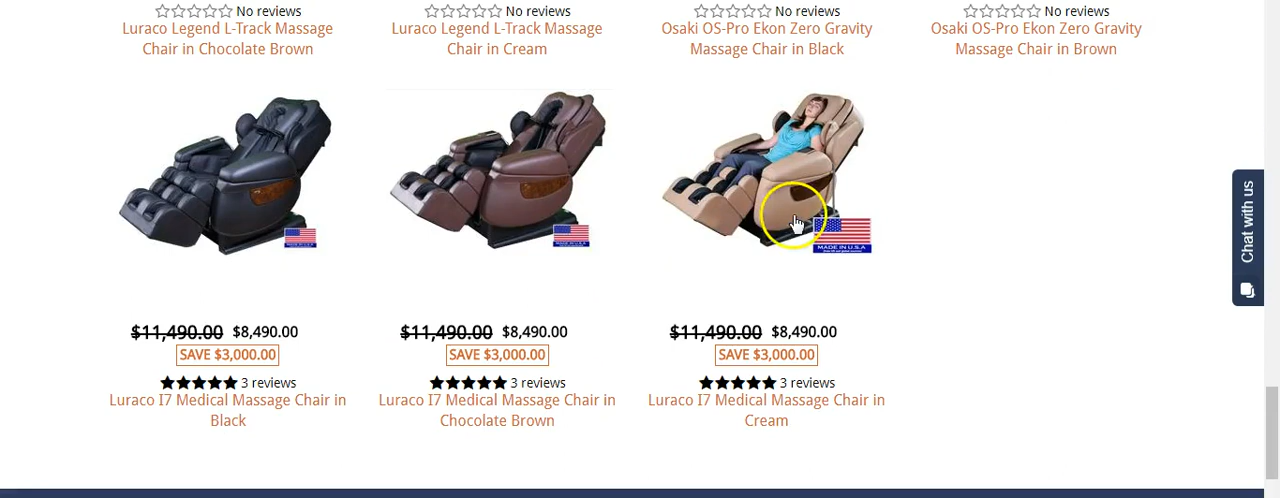 No reviews
Luraco Legend L-Track Massage
Chair in Chocolate Brown
No reviews
Luraco Legend L-Track Massage
Chair in Cream
No reviews
Osaki OS-Pro Ekon Zero Gravity
Massage Chair in Black
No reviews
Osaki OS-Pro Ekon Zero Gravity
Massage Chair in Brown
MADE IN U.S.A
$11,490.00 $8,490.00
SAVE $3,000.00
3 reviews
Luraco I7 Medical Massage Chair in
Black
$11,490.00 $8,490.00
SAVE $3,000.00
3 reviews
Luraco I7 Medical Massage Chair in
Chocolate Brown
$11,490.00 $8,490.00
SAVE $3,000.00
3 reviews
Luraco I7 Medical Massage Chair in
Cream
Chat with us